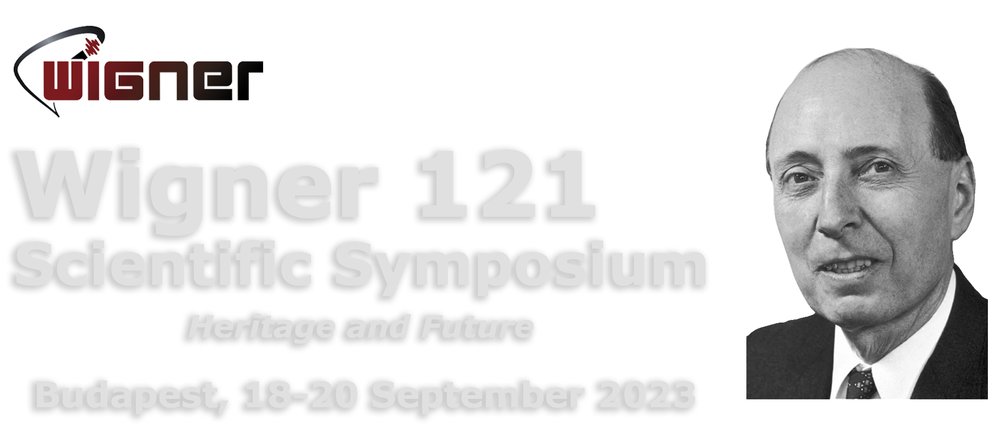 wigner
Wigner 121
Scientific Symposium
Heritage and Future
Budapest, 18-20 September 2023